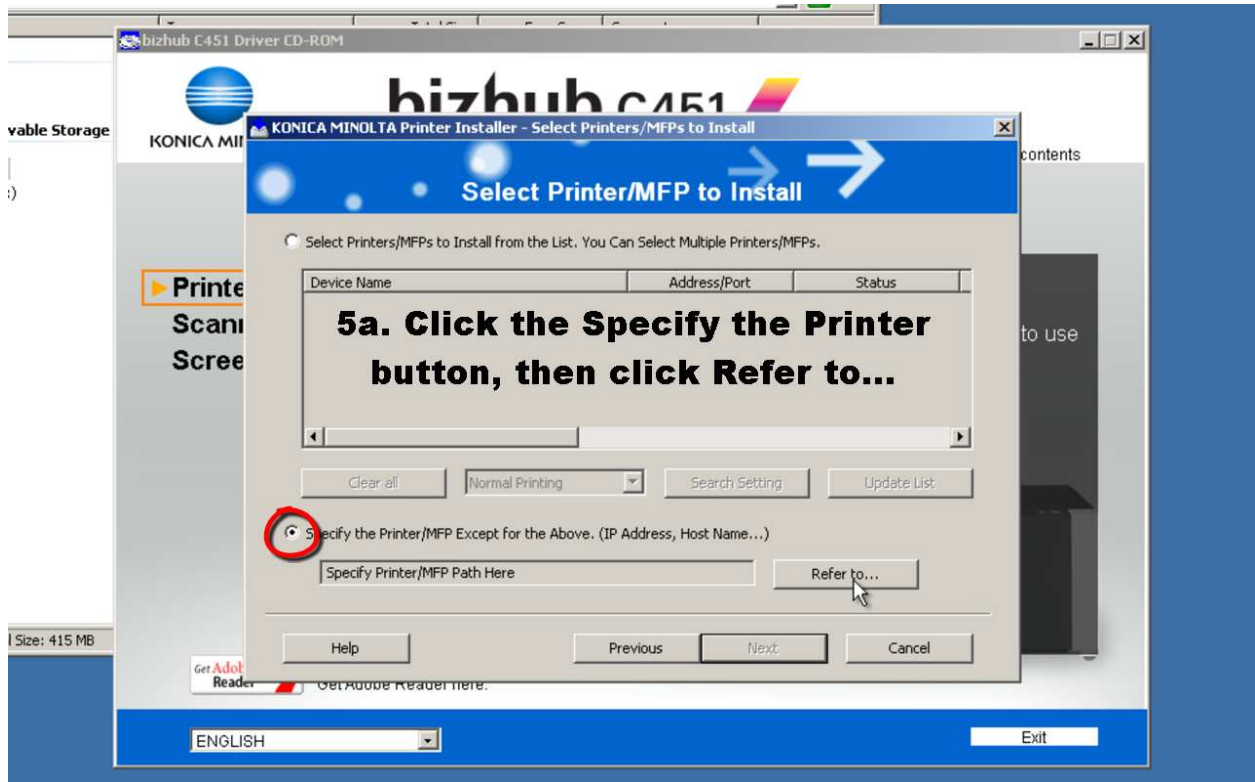 bizhub C451 Driver CD-ROM
bizhub C451
vable Storage
KONICA MINOLTA Printer Installer - Select Printers/MFPs to Install
KONICA MI
contents
Select Printer/MFP to Install
Select Printers/MFPs to Install from the List. You Can Select Multiple Printers/MFPs.
Device Name Address/Port Status
Printe
5a. Click the Specify the Printer
button, then click Refer to...
Scan
to use
Scree
Clear all Normal Printing Search Setting Update List
Specify the Printer/MFP Except for the Above. (IP Address, Host Name...)
Specify Printer/MFP Path Here Refer to...
l Size: 415 MB
Help Previous Next Cancel
Get Adob
Reader
Get Adobe Reader here.
ENGLISH Exit